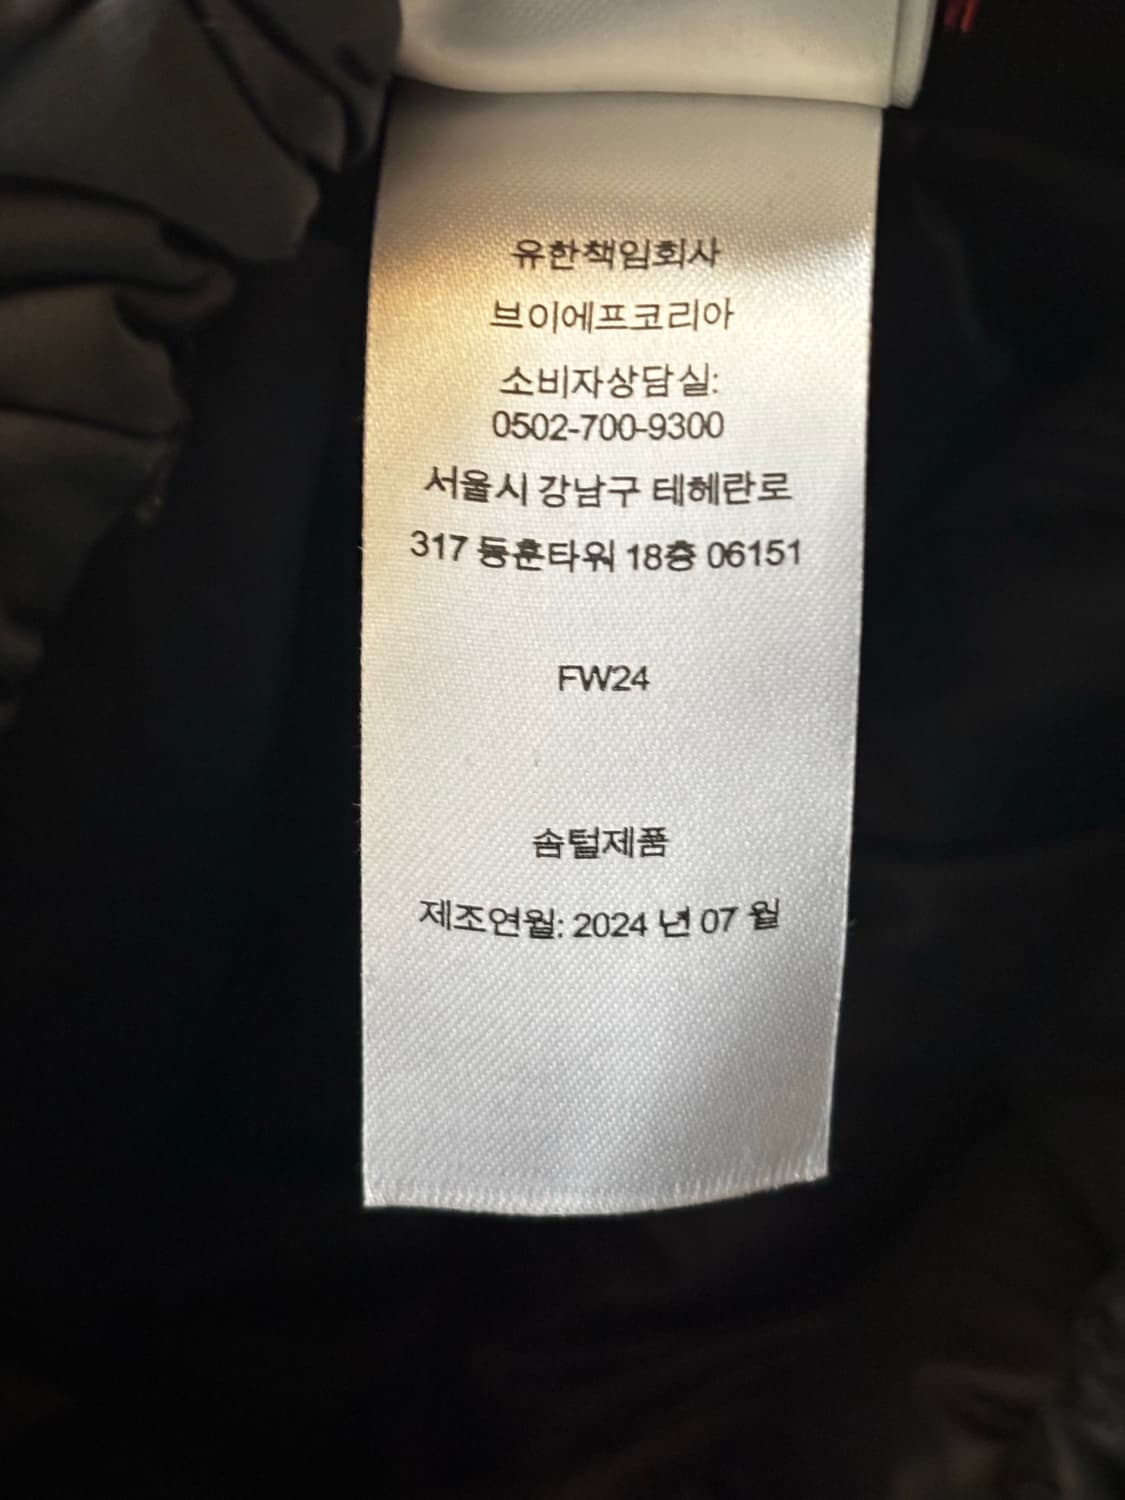 유한책임회사
브이에프코리아
소비자상담실:
0502-700-9300
서울시 강남구 테헤란로
317 동훈타워 18층 06151
FW24
솜털제품
제조연월: 2024 년 07 월